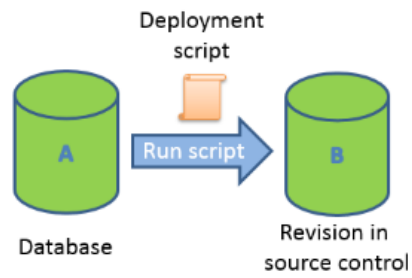 Deployment
script
A
Run script
B
Database
Revision in
source control